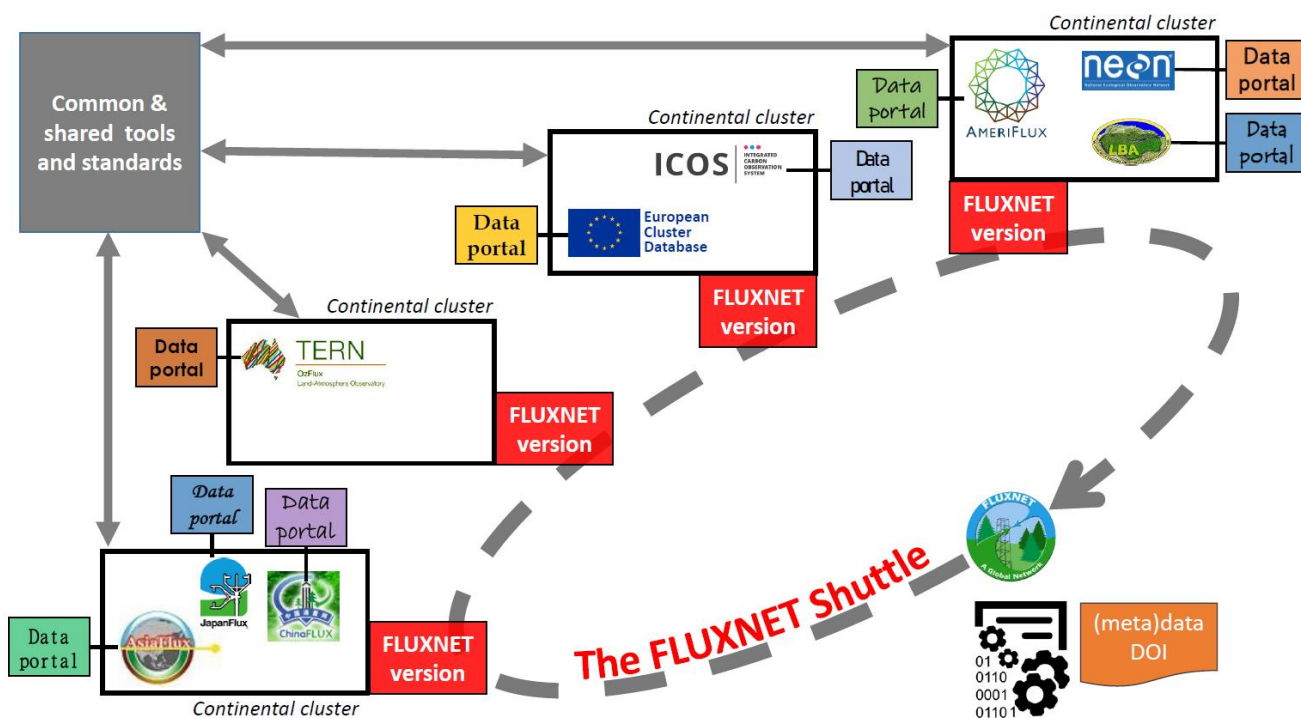 Continental cluster
Common &
shared tools
and standards
Data
portal
AMERIFLUX
neon
National Ecological Observatory Network
LBA
Data
portal
Data
portal
FLUXNET
version
Continental cluster
ICOS
INTEGRATED
CARBON
OBSERVATION
SYSTEM
Data
portal
Data
portal
European
Cluster
Database
FLUXNET
version
Continental cluster
Data
portal
TERN
OzFlux
Land-Atmosphere Observatory
FLUXNET
version
Data
portal
Data
portal
JapanFlux
ChinaFLUX
Data
portal
AsiaFlux
FLUXNET
version
Continental cluster
The FLUXNET Shuttle
FLUXNET
A Global Network
01
0110
0001
01101
(meta)data
DOI